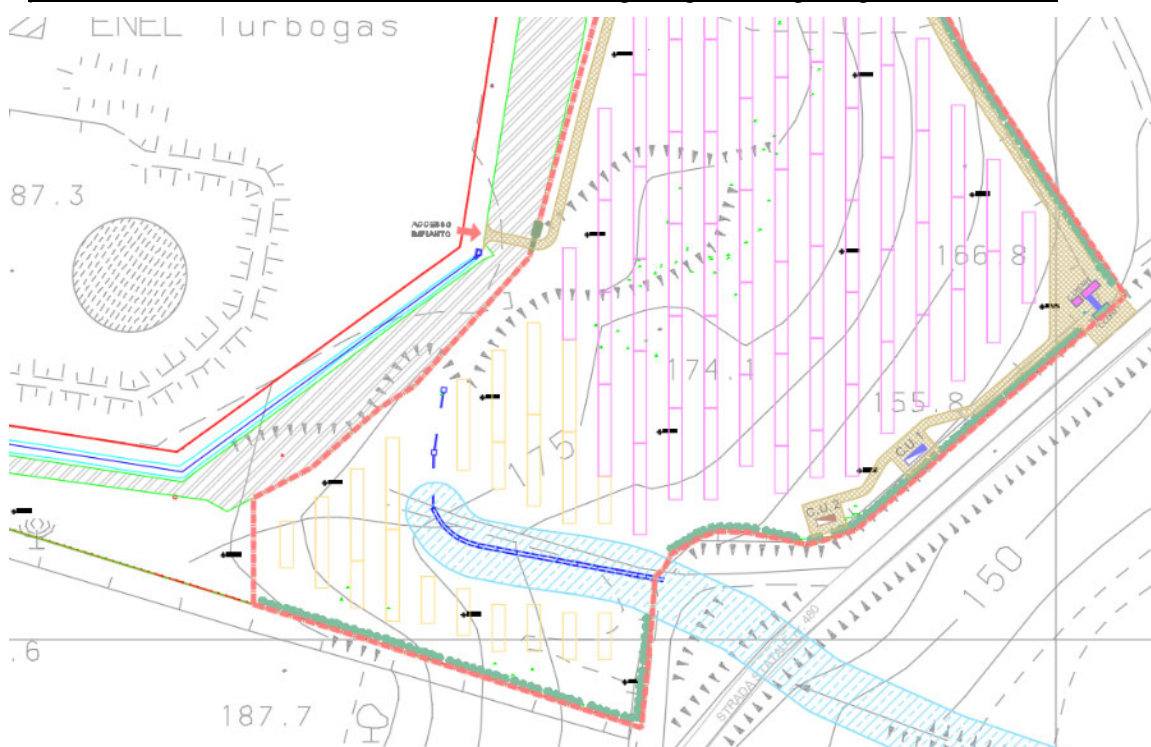 ENEL Turbogas
87.3
ACCESSO
IMPIANTO
166.8
174.1
155.8
175
C.U.1
C.U.2
150
STRADA STATALE N° 480
.6
187.7